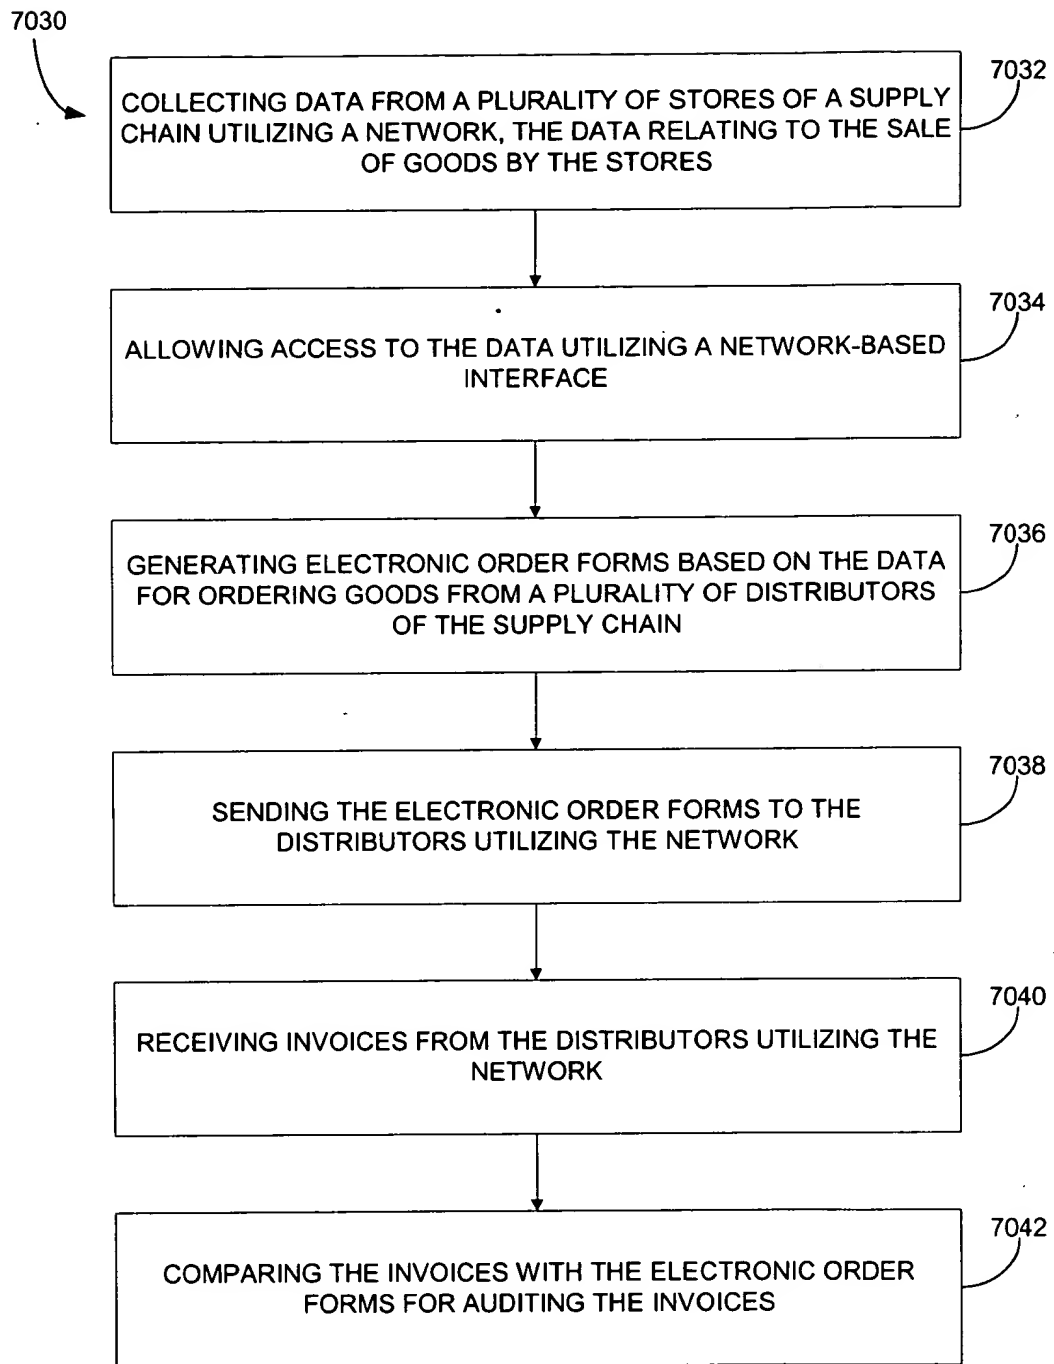 7030
7032
COLLECTING DATA FROM A PLURALITY OF STORES OF A SUPPLY
CHAIN UTILIZING A NETWORK, THE DATA RELATING TO THE SALE
OF GOODS BY THE STORES
7034
ALLOWING ACCESS TO THE DATA UTILIZING A NETWORK-BASED
INTERFACE
7036
GENERATING ELECTRONIC ORDER FORMS BASED ON THE DATA
FOR ORDERING GOODS FROM A PLURALITY OF DISTRIBUTORS
OF THE SUPPLY CHAIN
7038
SENDING THE ELECTRONIC ORDER FORMS TO THE
DISTRIBUTORS UTILIZING THE NETWORK
7040
RECEIVING INVOICES FROM THE DISTRIBUTORS UTILIZING THE
NETWORK
7042
COMPARING THE INVOICES WITH THE ELECTRONIC ORDER
FORMS FOR AUDITING THE INVOICES